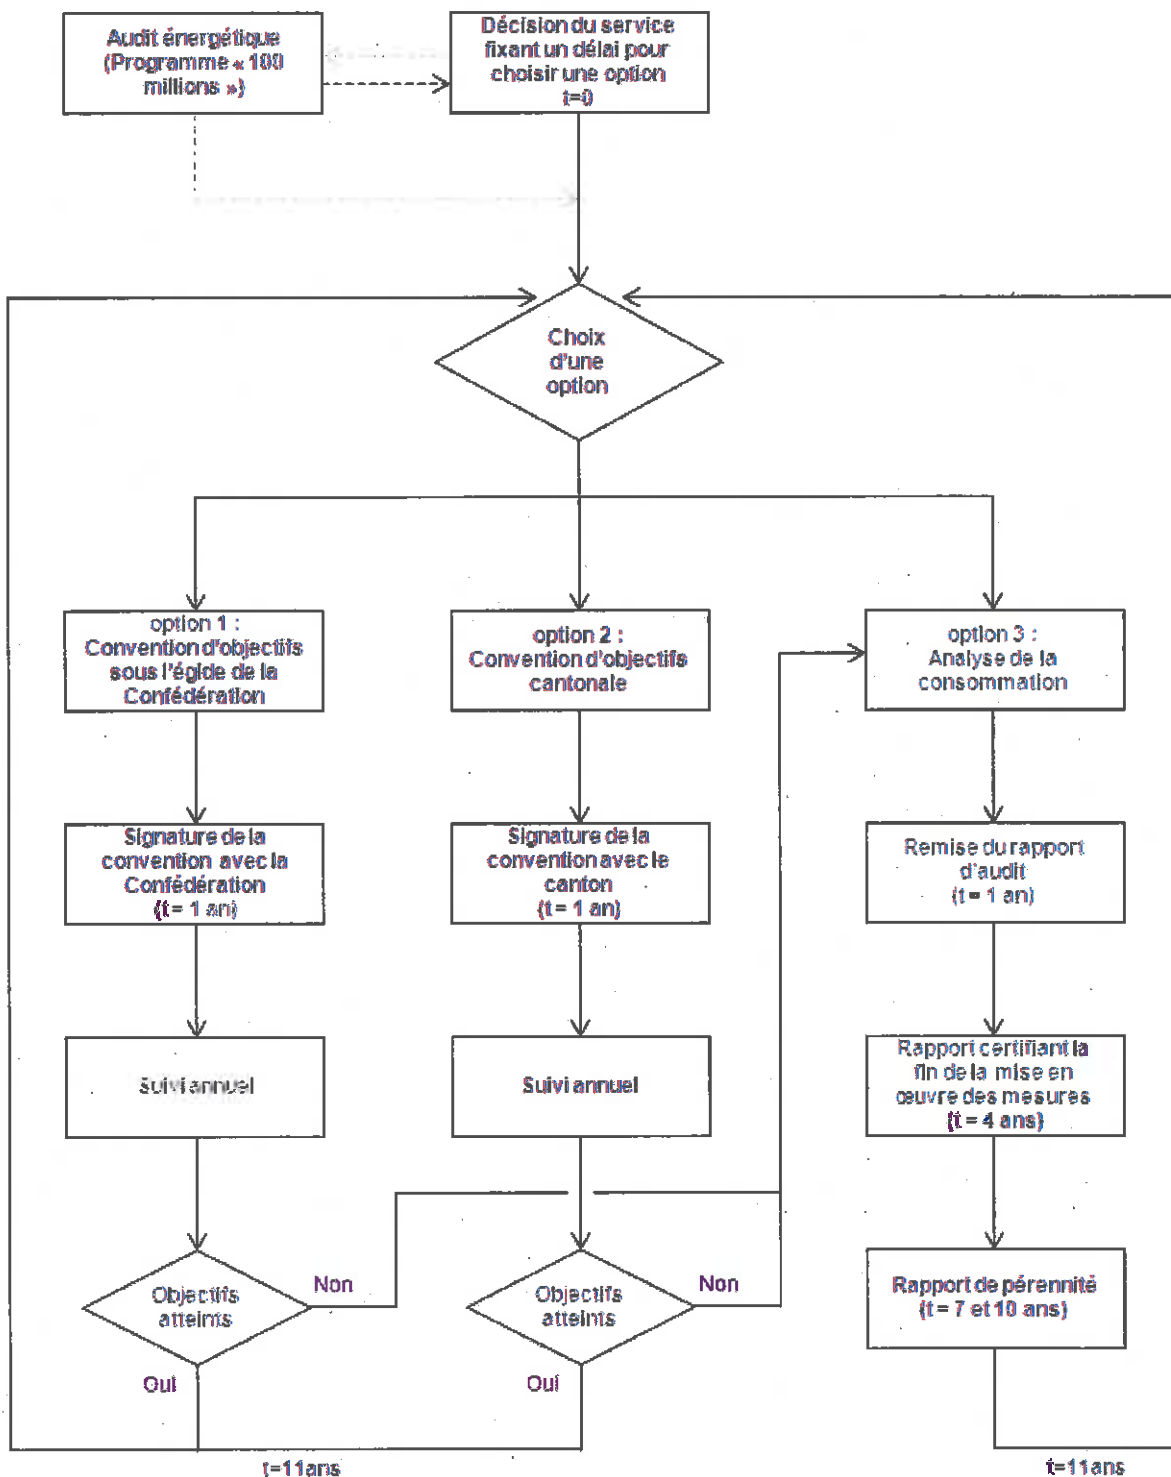 Audit énergétique
(Programme « 100
millions »)
Décision du service
fixant un délai pour
choisir une option
t=0
Choix
d'une
option
option 1 :
Convention d'objectifs
sous l'égide de la
Confédération
option 2 :
Convention d'objectifs
cantonale
option 3 :
Analyse de la
consommation
Signature de la
convention avec la
Confédération
(t = 1 an)
Signature de la
convention avec le
canton
(t = 1 an)
Remise du rapport
d'audit
(t = 1 an)
Suivi annuel
Suivi annuel
Rapport certifiant la
fin de la mise en
œuvre des mesures
(t = 4 ans)
Objectifs
atteints
Non
Oui
Objectifs
atteints
Non
Oui
Rapport de pérennité
(t = 7 et 10 ans)
t=11ans
t=11ans